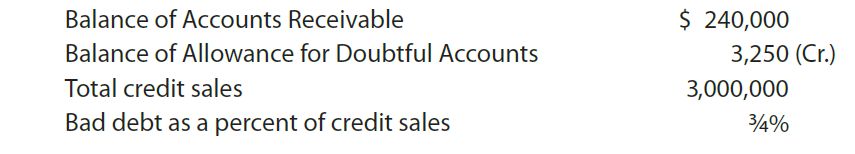 Balance of Accounts Receivable $ 240,000
Balance of Allowance for Doubtful Accounts 3,250 (Cr.)
Total credit sales 3,000,000
Bad debt as a percent of credit sales ¾%